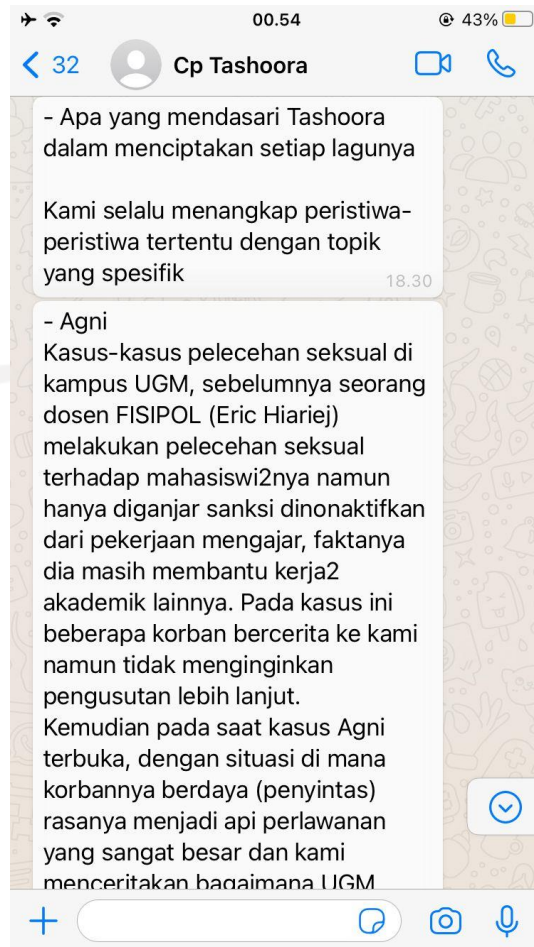 00.54
43%
32
Cp Tashoora
- Apa yang mendasari Tashoora
dalam menciptakan setiap lagunya
Kami selalu menangkap peristiwa-
peristiwa tertentu dengan topik
yang spesifik
18.30
- Agni
Kasus-kasus pelecehan seksual di
kampus UGM, sebelumnya seorang
dosen FISIPOL (Eric Hiariej)
melakukan pelecehan seksual
terhadap mahasiswi2nya namun
hanya diganjar sanksi dinonaktifkan
dari pekerjaan mengajar, faktanya
dia masih membantu kerja2
akademik lainnya. Pada kasus ini
beberapa korban bercerita ke kami
namun tidak menginginkan
pengusutan lebih lanjut.
Kemudian pada saat kasus Agni
terbuka, dengan situasi di mana
korbannya berdaya (penyintas)
rasanya menjadi api perlawanan
yang sangat besar dan kami
menceritakan bagaimana UGM